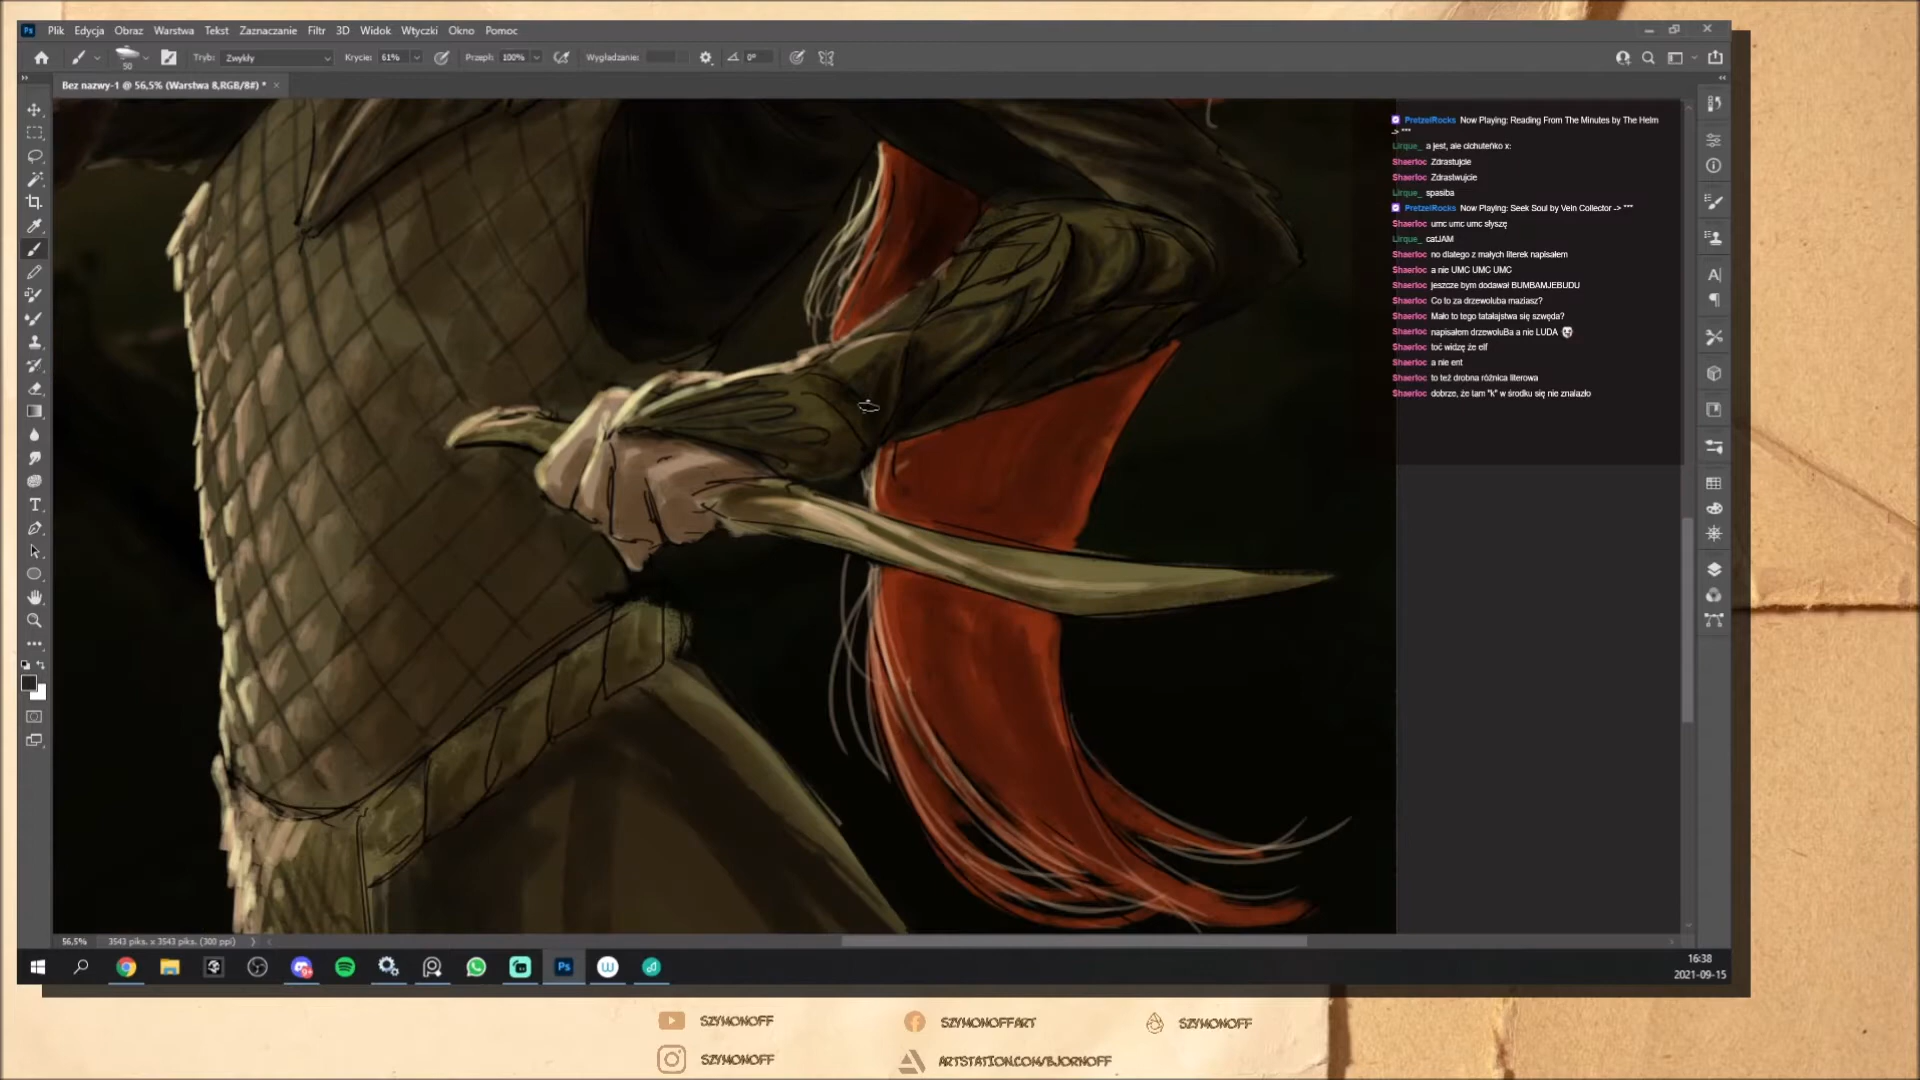 Ps Plik Edycja Obraz Warstwa Tekst Zaznaczanie Filtr 3D Widok Wtyczki Okno Pomoc
50 Tryb: Zwykły Krycie: 61% Przepł: 100% Wygładzanie: 0°
Bez nazwy-1 @ 56,5% (Warstwa 8,RGB/8#) *
PretzelRocks Now Playing: Reading From The Minutes by The Helm
-> ***
Lirque_ a jest, ale cichuteńko x:
Shaerloc Zdrastujcie
Shaerloc Zdrastwujcie
Lirque_ spasiba
PretzelRocks Now Playing: Seek Soul by Vein Collector -> ***
Shaerloc umc umc umc słyszę
Lirque_ catJAM
Shaerloc no dlatego z małych literek napisałem
Shaerloc a nie UMC UMC UMC
Shaerloc jeszcze bym dodawał BUMBAMJEBUDU
Shaerloc Co to za drzewoluba maziasz?
Shaerloc Mało to tego tatałajstwa się szwęda?
Shaerloc napisałem drzewoluBa a nie LUDA
Shaerloc toć widzę że elf
Shaerloc a nie ent
Shaerloc to też drobna różnica literowa
Shaerloc dobrze, że tam "k" w środku się nie znalazło
56,5% 3543 piks. x 3543 piks. (300 ppi)
Ps
16:38
2021-09-15
SZYMONOFF SZYMONOFFART SZYMONOFF
SZYMONOFF ARTSTATION.COM/BJORNOFF